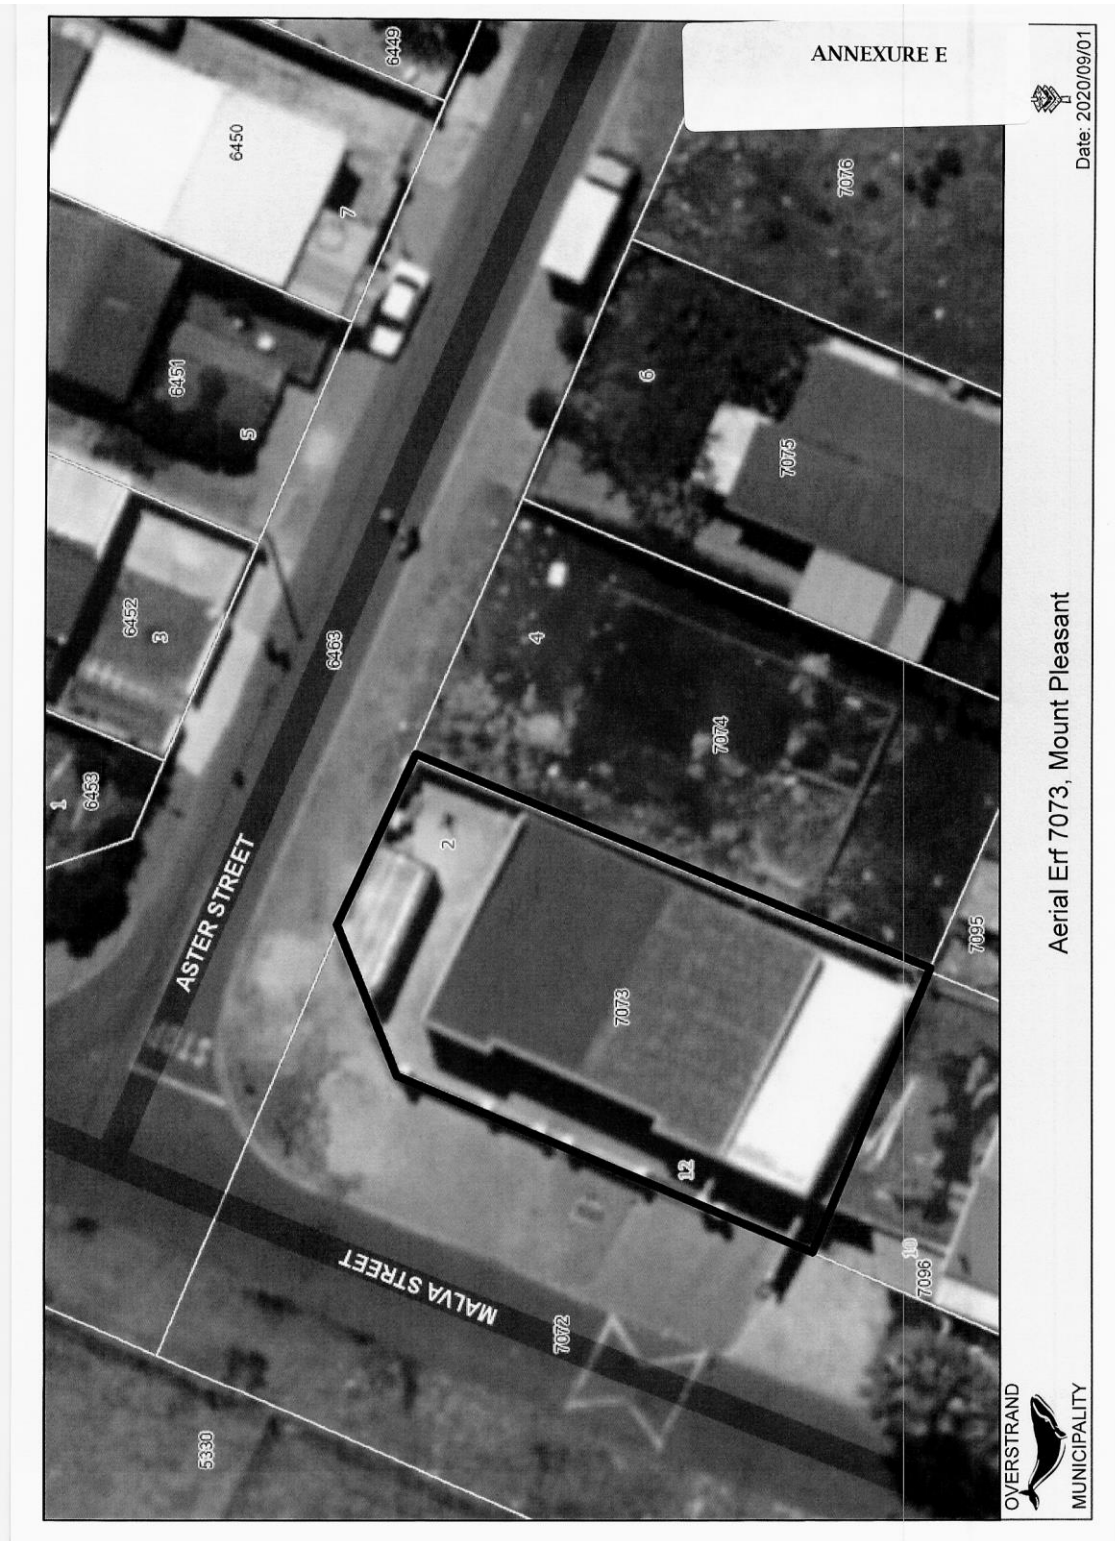 ANNEXURE E
6449
6450
7
6451
5
6452
3
1
6453
6463
ASTER STREET
STOP
7076
6
7075
4
7074
2
7073
12
7095
10
7096
MALVA STREET
7072
5330
Aerial Erf 7073, Mount Pleasant
Date: 2020/09/01
OVERSTRAND
MUNICIPALITY